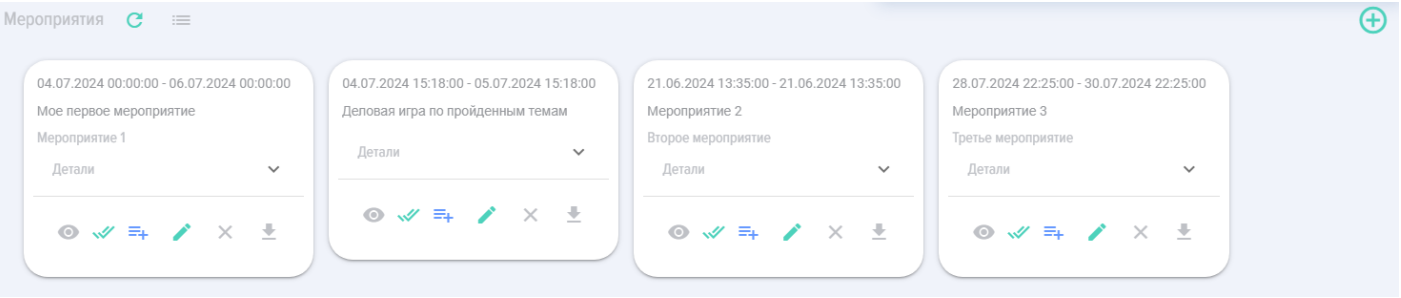 Мероприятия
04.07.2024 00:00:00 - 06.07.2024 00:00:00
Мое первое мероприятие
Мероприятие 1
Детали
04.07.2024 15:18:00 - 05.07.2024 15:18:00
Деловая игра по пройденным темам
Детали
21.06.2024 13:35:00 - 21.06.2024 13:35:00
Мероприятие 2
Второе мероприятие
Детали
28.07.2024 22:25:00 - 30.07.2024 22:25:00
Мероприятие 3
Третье мероприятие
Детали